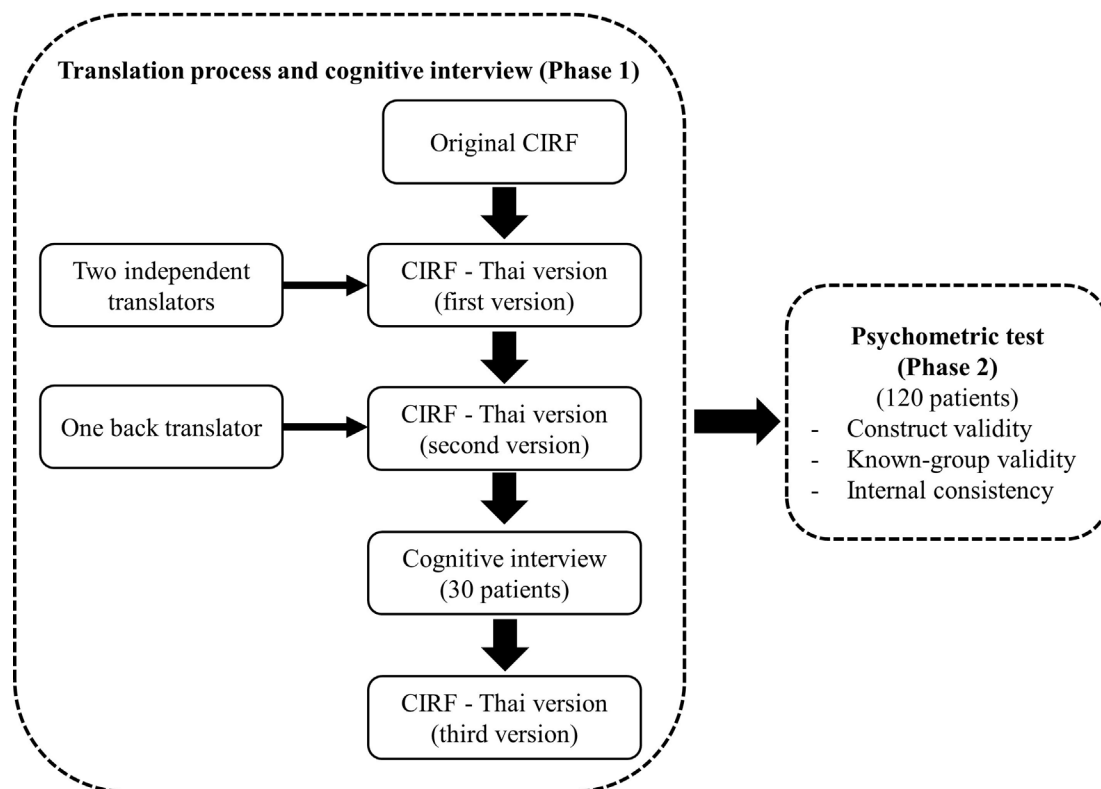 Translation process and cognitive interview (Phase 1)
Original CIRF
Two independent
translators
CIRF - Thai version
(first version)
One back translator
CIRF - Thai version
(second version)
Cognitive interview
(30 patients)
CIRF - Thai version
(third version)
Psychometric test
(Phase 2)
(120 patients)
- Construct validity
- Known-group validity
- Internal consistency